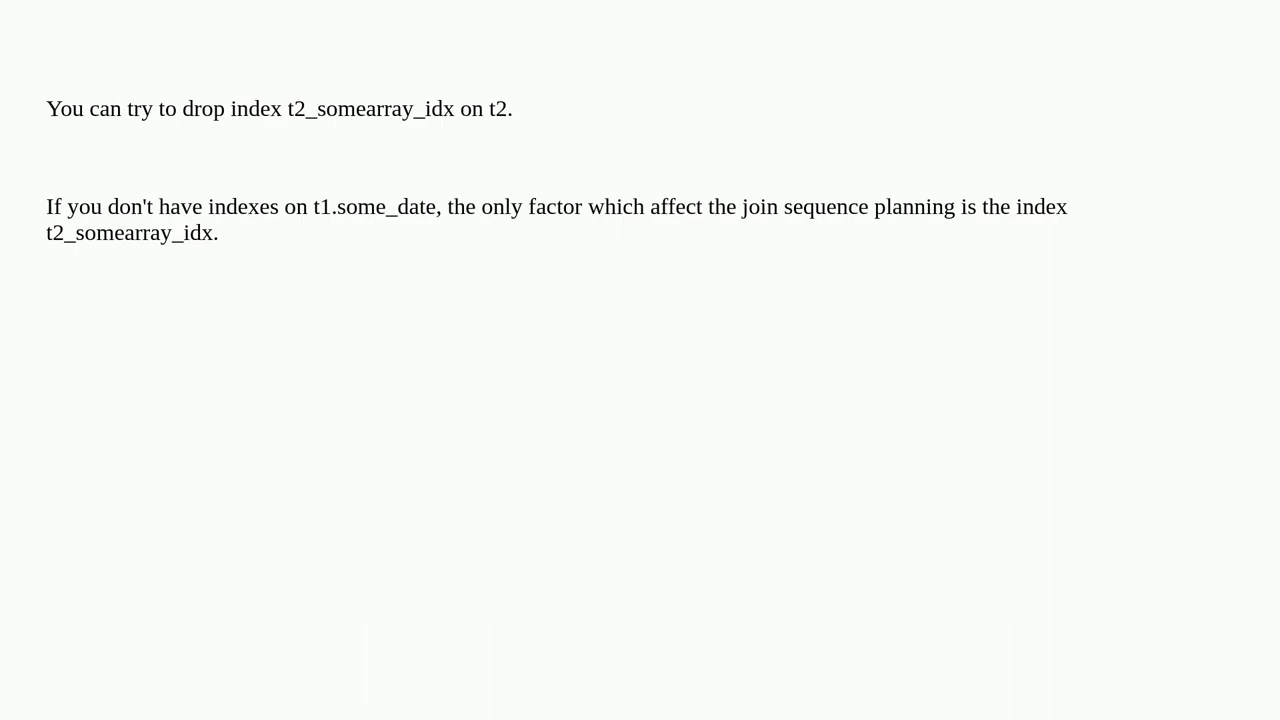 You can try to drop index t2_somearray_idx on t2.
If you don't have indexes on t1.some_date, the only factor which affect the join sequence planning is the index
t2_somearray_idx.